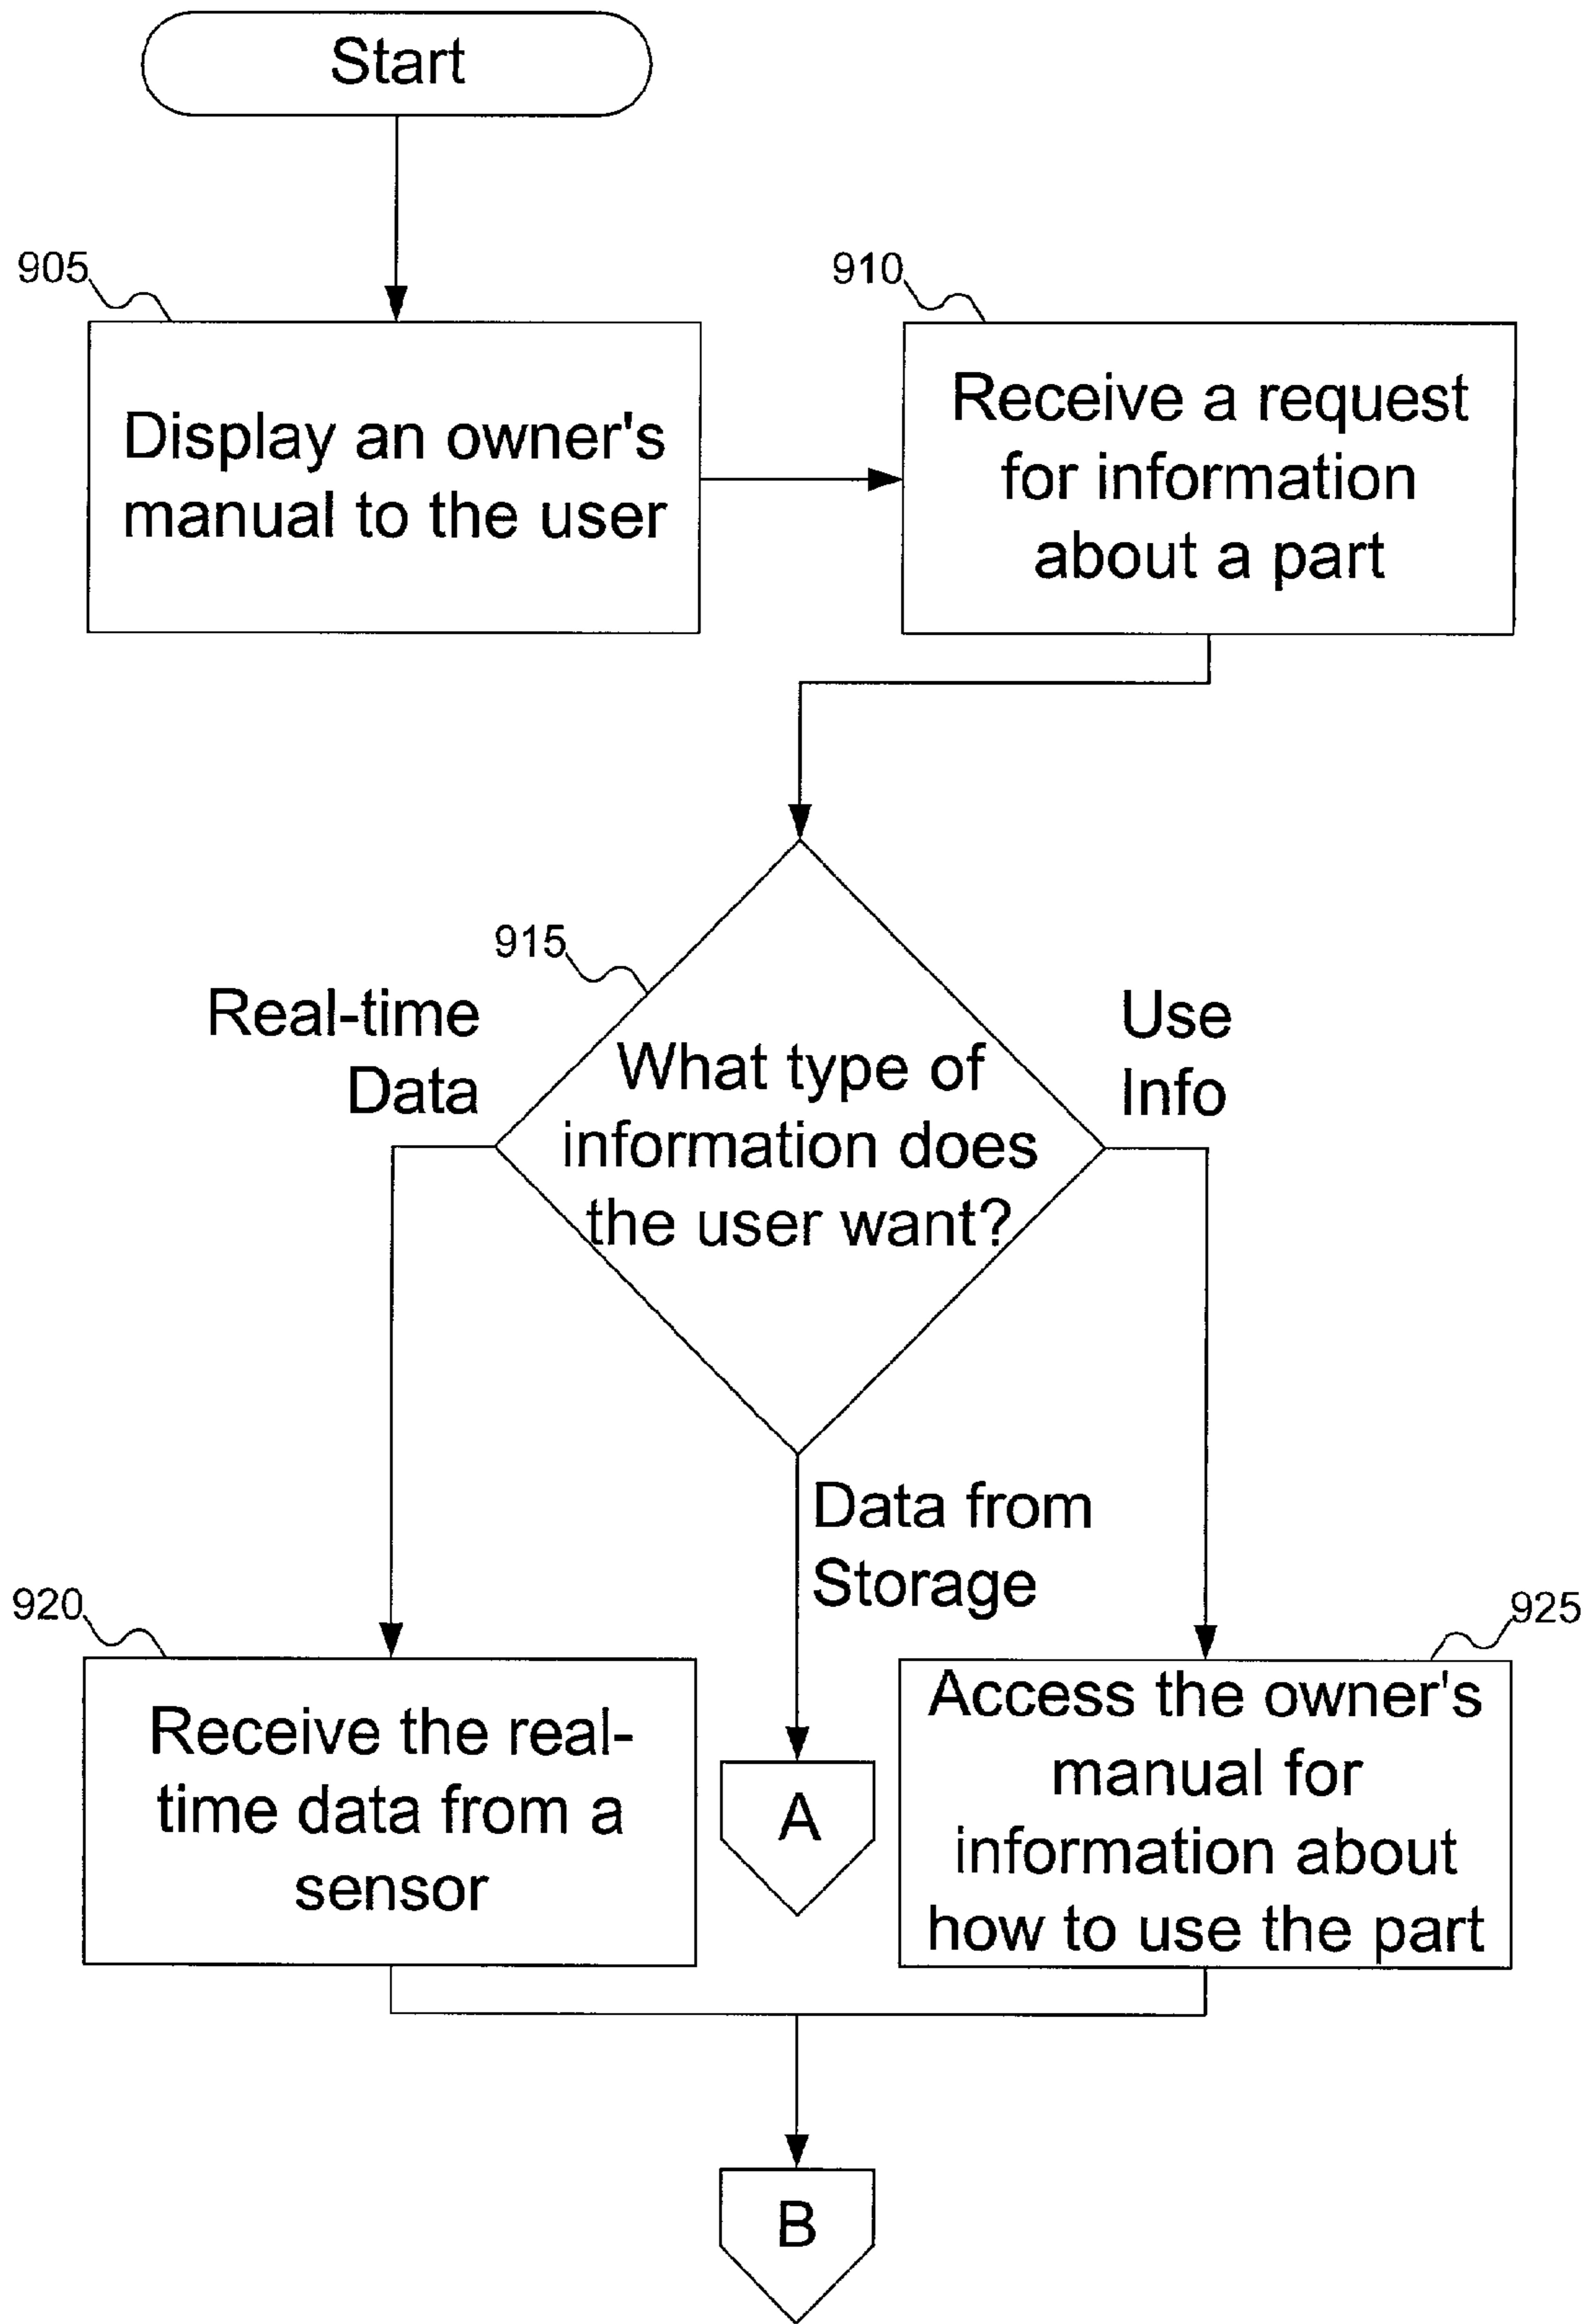 Start
905
Display an owner's
manual to the user
910
Receive a request
for information
about a part
915
Real-time
Data
What type of
information does
the user want?
Use
Info
Data from
Storage
920
Receive the real-
time data from a
sensor
A
925
Access the owner's
manual for
information about
how to use the part
B